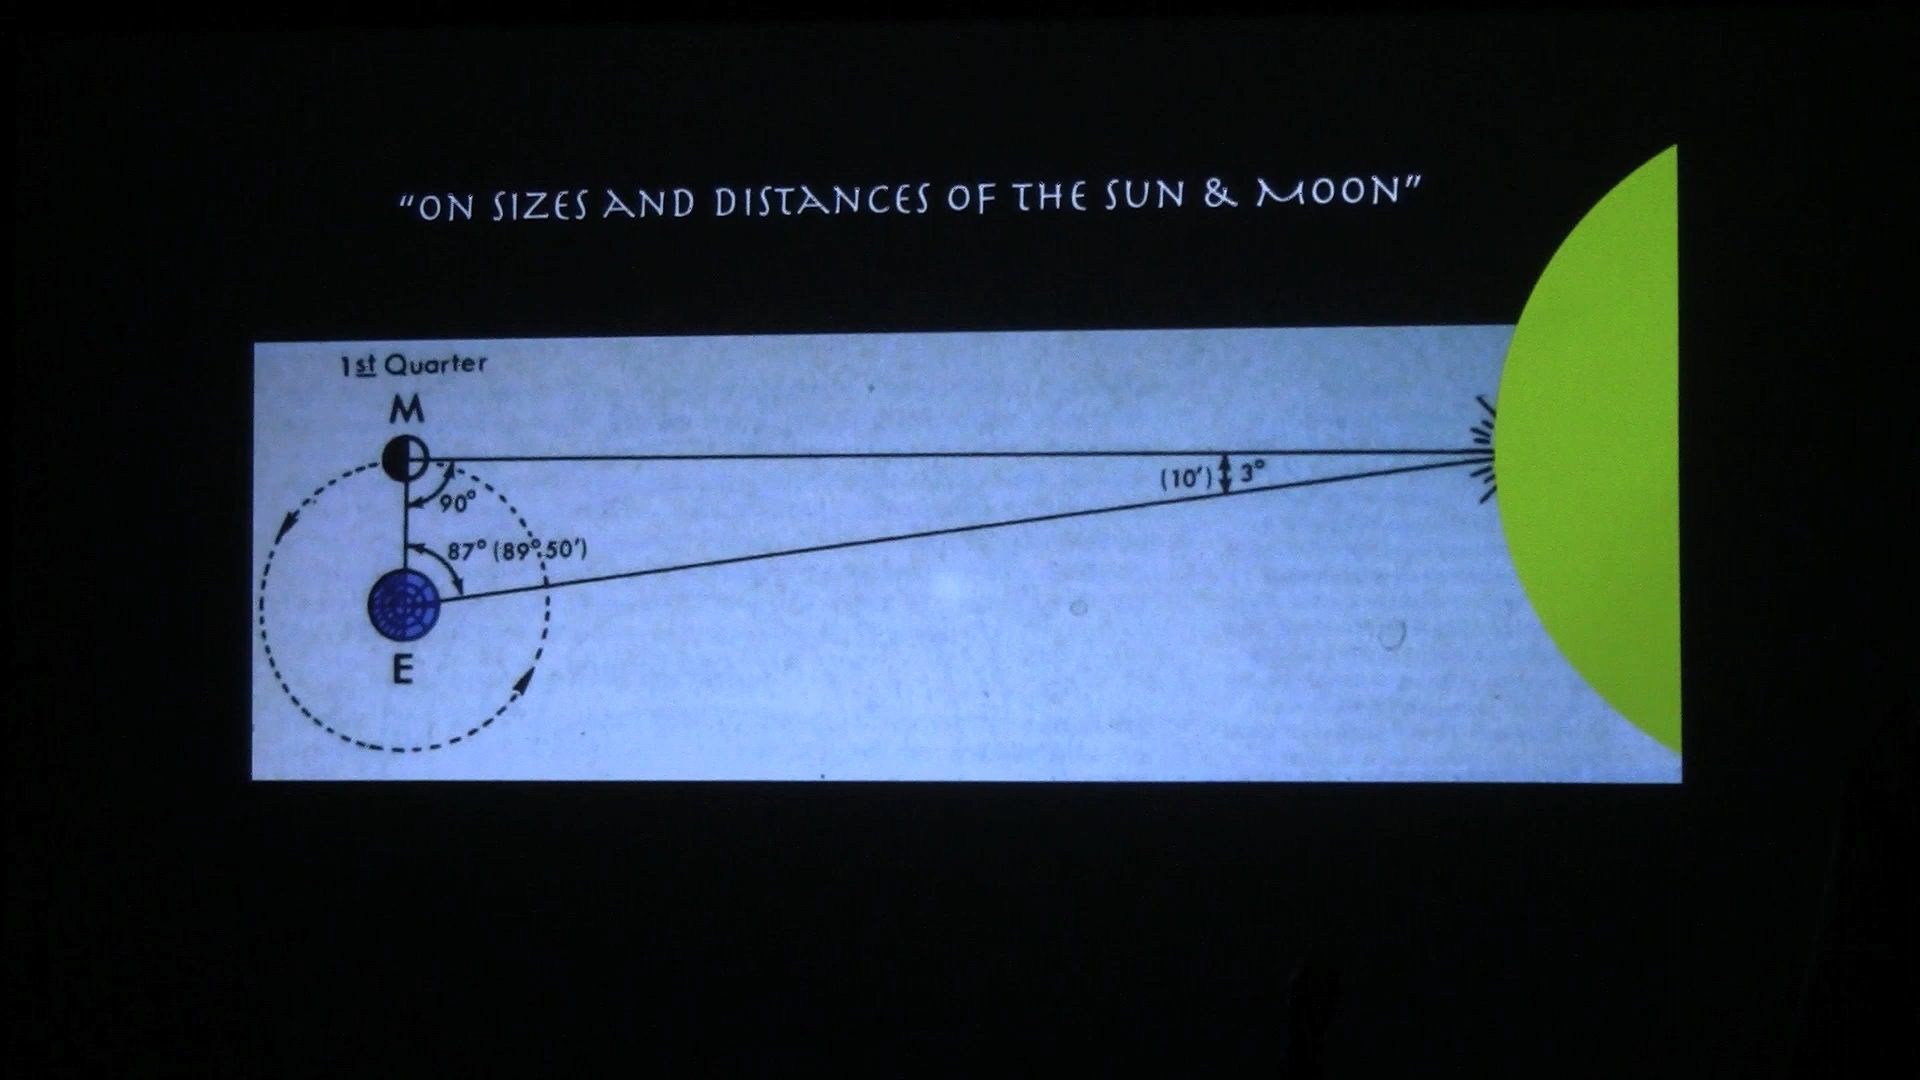 “ON SIZES AND DISTANCES OF THE SUN & MOON”
1st Quarter
M
(10′) 3°
90°
87° (89° 50′)
E